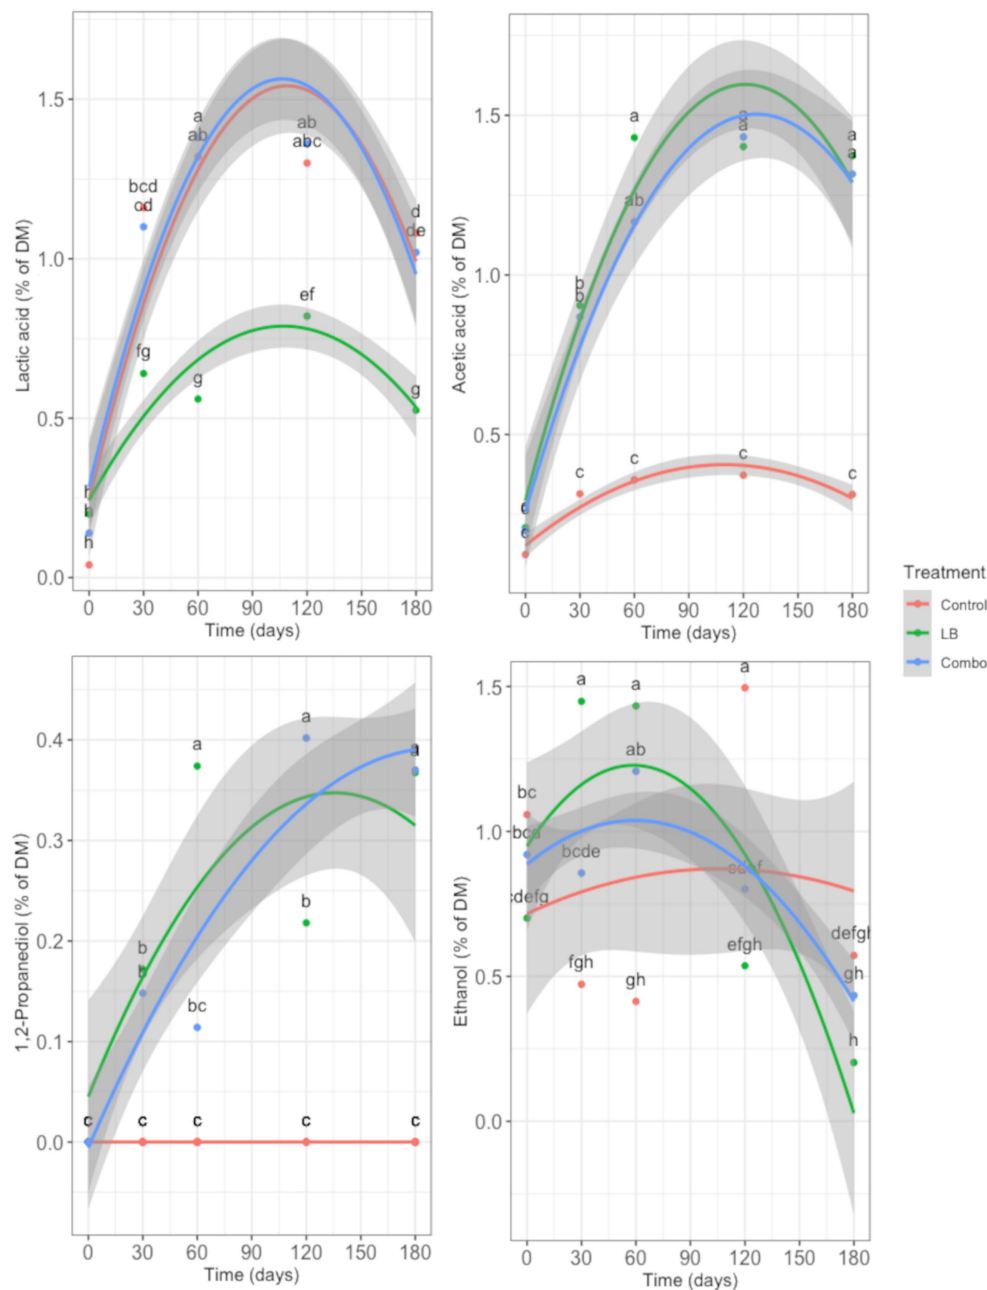 Lactic acid (% of DM)
1.5
1.0
0.5
0.0
a
ab
ab
abc
bcd
cd
d
de
ef
fg
g
g
h
h
h
0 30 60 90 120 150 180
Time (days)
Acetic acid (% of DM)
1.5
1.0
0.5
a
a
a
a
a
ab
b
b
c
c
c
c
c
0 30 60 90 120 150 180
Time (days)
Treatment
Control
LB
Combo
1,2-Propanediol (% of DM)
0.4
0.3
0.2
0.1
0.0
a
a
b
b
b
bc
c
c
c
c
c
0 30 60 90 120 150 180
Time (days)
Ethanol (% of DM)
1.5
1.0
0.5
0.0
a
a
a
ab
bc
bcd
bcde
cdef
cdefg
efgh
defgh
fgh
gh
gh
h
0 30 60 90 120 150 180
Time (days)